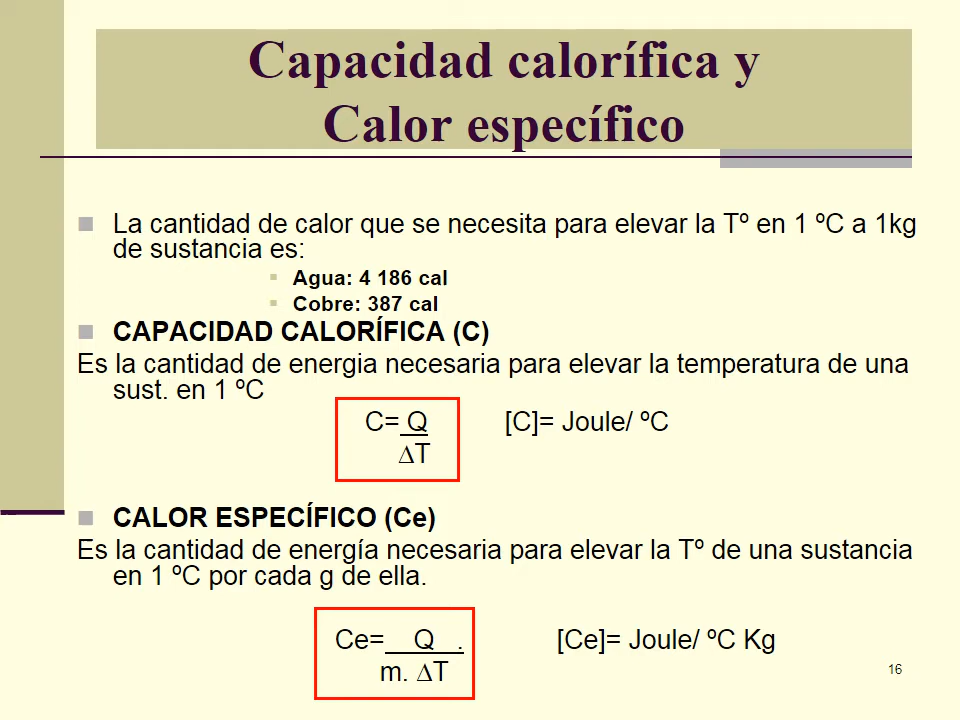 Capacidad calorífica y
Calor específico
La cantidad de calor que se necesita para elevar la Tº en 1 ºC a 1kg
de sustancia es:
Agua: 4 186 cal
Cobre: 387 cal
CAPACIDAD CALORÍFICA (C)
Es la cantidad de energia necesaria para elevar la temperatura de una
sust. en 1 ºC
C= Q [C]= Joule/ ºC
∆T
CALOR ESPECÍFICO (Ce)
Es la cantidad de energía necesaria para elevar la Tº de una sustancia
en 1 ºC por cada g de ella.
Ce= Q . [Ce]= Joule/ ºC Kg
m. ∆T
16